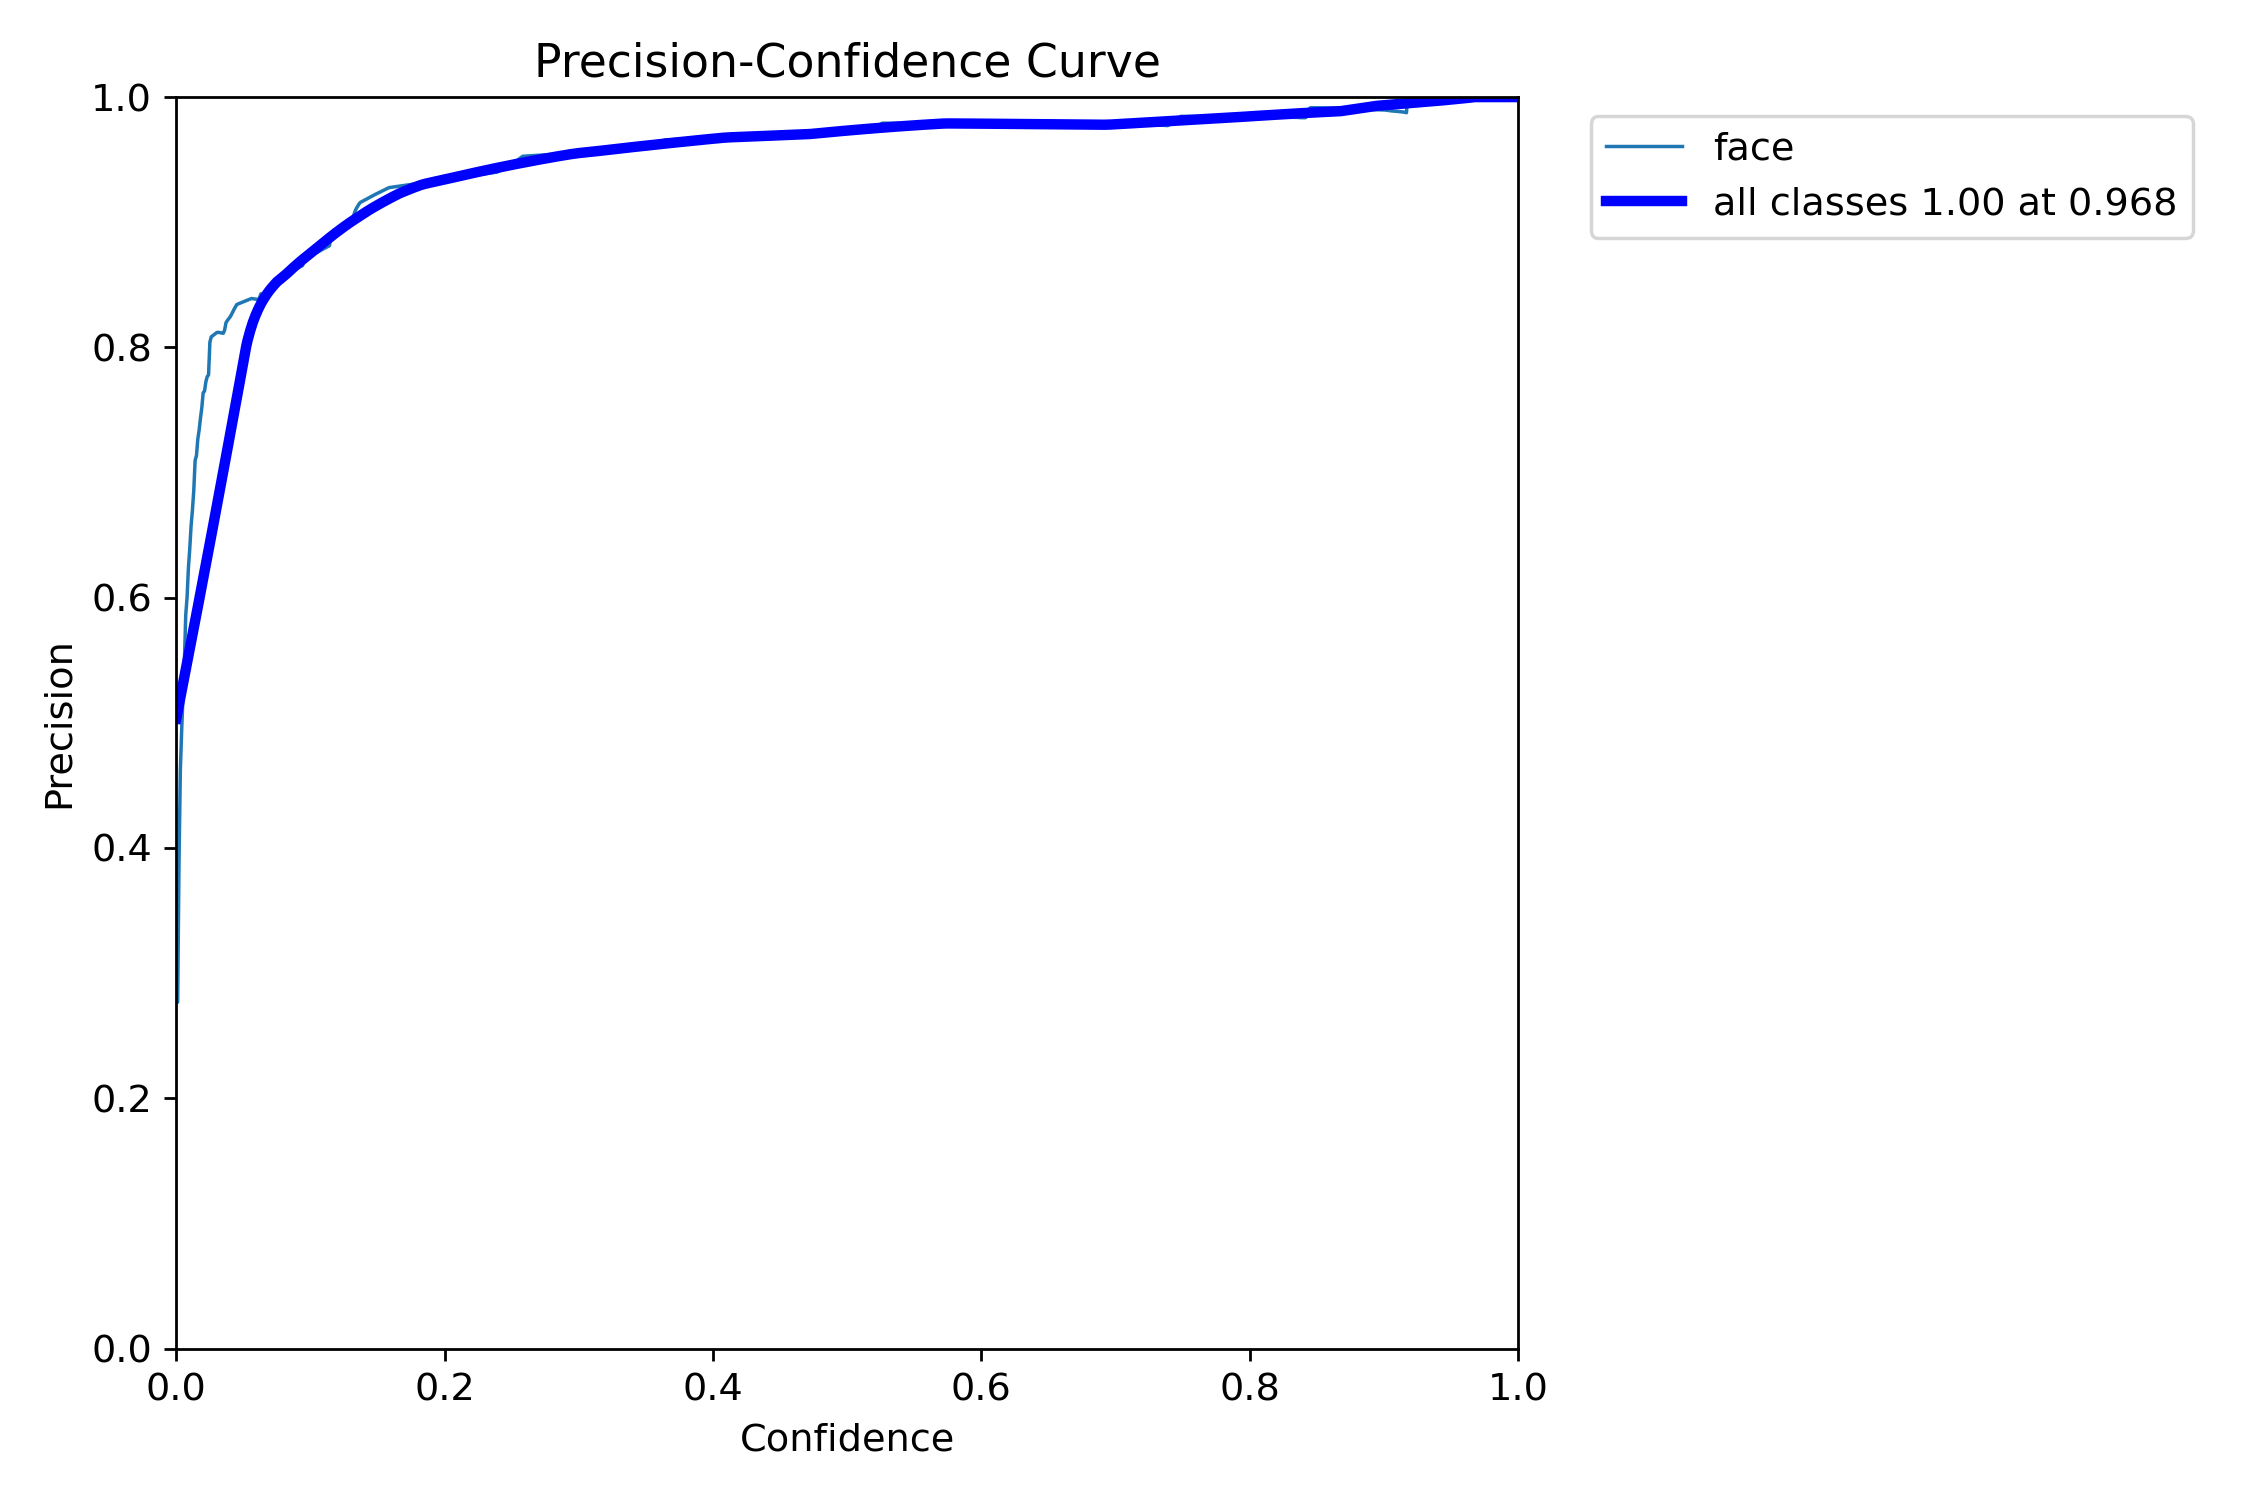 Precision-Confidence Curve
1.0
0.8
0.6
0.4
0.2
0.0
Precision
0.0 0.2 0.4 0.6 0.8 1.0
Confidence
face
all classes 1.00 at 0.968